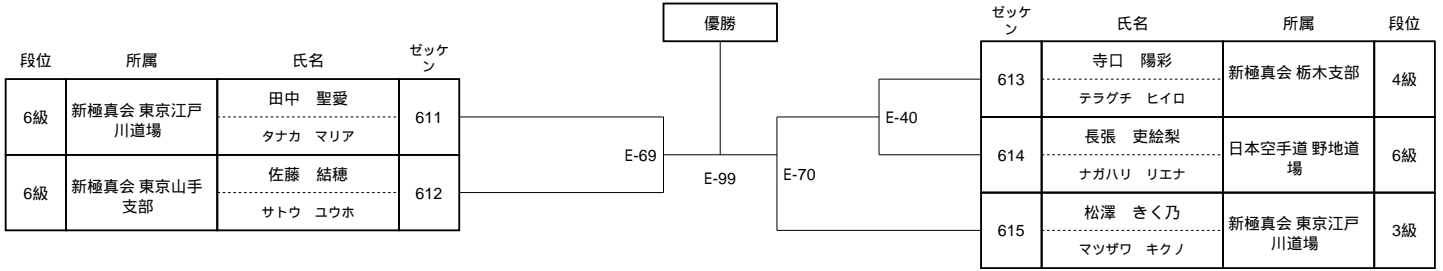 優勝
段位
所属
氏名
ゼッケ
ン
6級
新極真会 東京江戸
川道場
田中 聖愛
タナカ マリア
611
6級
新極真会 東京山手
支部
佐藤 結穂
サトウ ユウホ
612
E-69
E-99
E-70
E-40
ゼッケ
ン
氏名
所属
段位
613
寺口 陽彩
テラグチ ヒイロ
新極真会 栃木支部
4級
614
長張 吏絵梨
ナガハリ リエナ
日本空手道 野地道
場
6級
615
松澤 きく乃
マツザワ キクノ
新極真会 東京江戸
川道場
3級